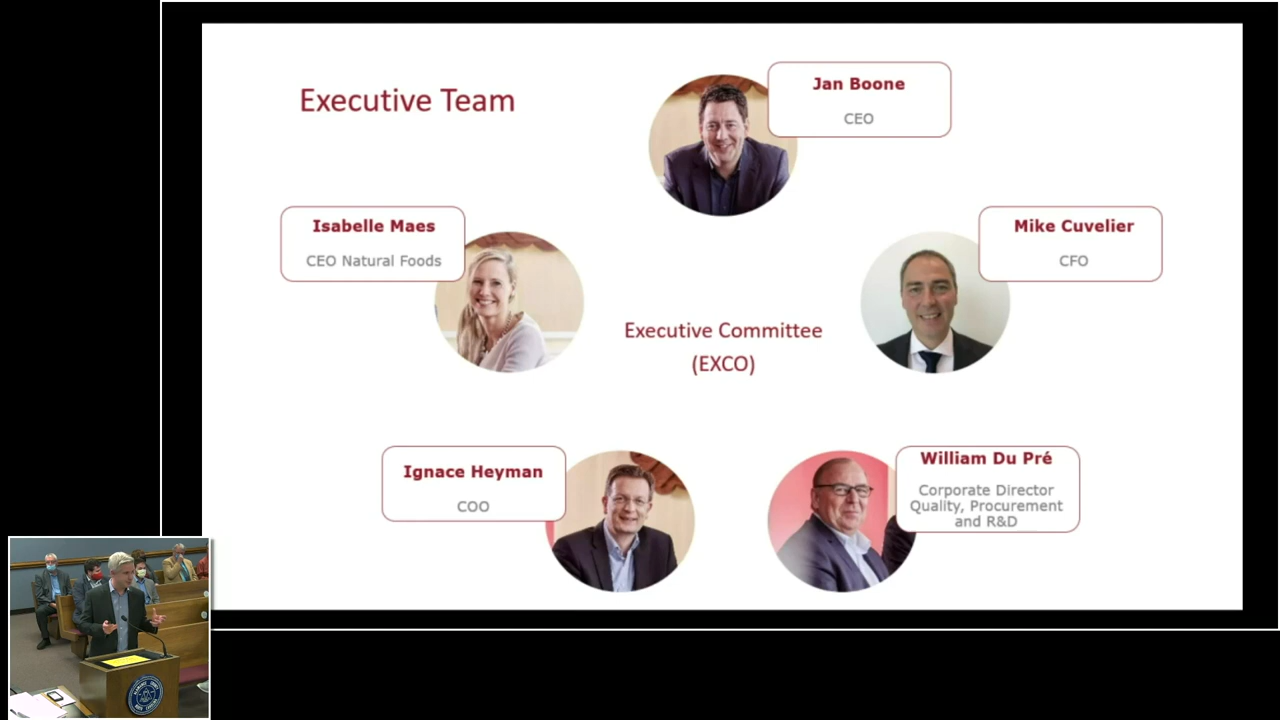 Executive Team
Jan Boone
CEO
Isabelle Maes
CEO Natural Foods
Mike Cuvelier
CFO
Executive Committee
(EXCO)
Ignace Heyman
COO
William Du Pré
Corporate Director
Quality, Procurement
and R&D